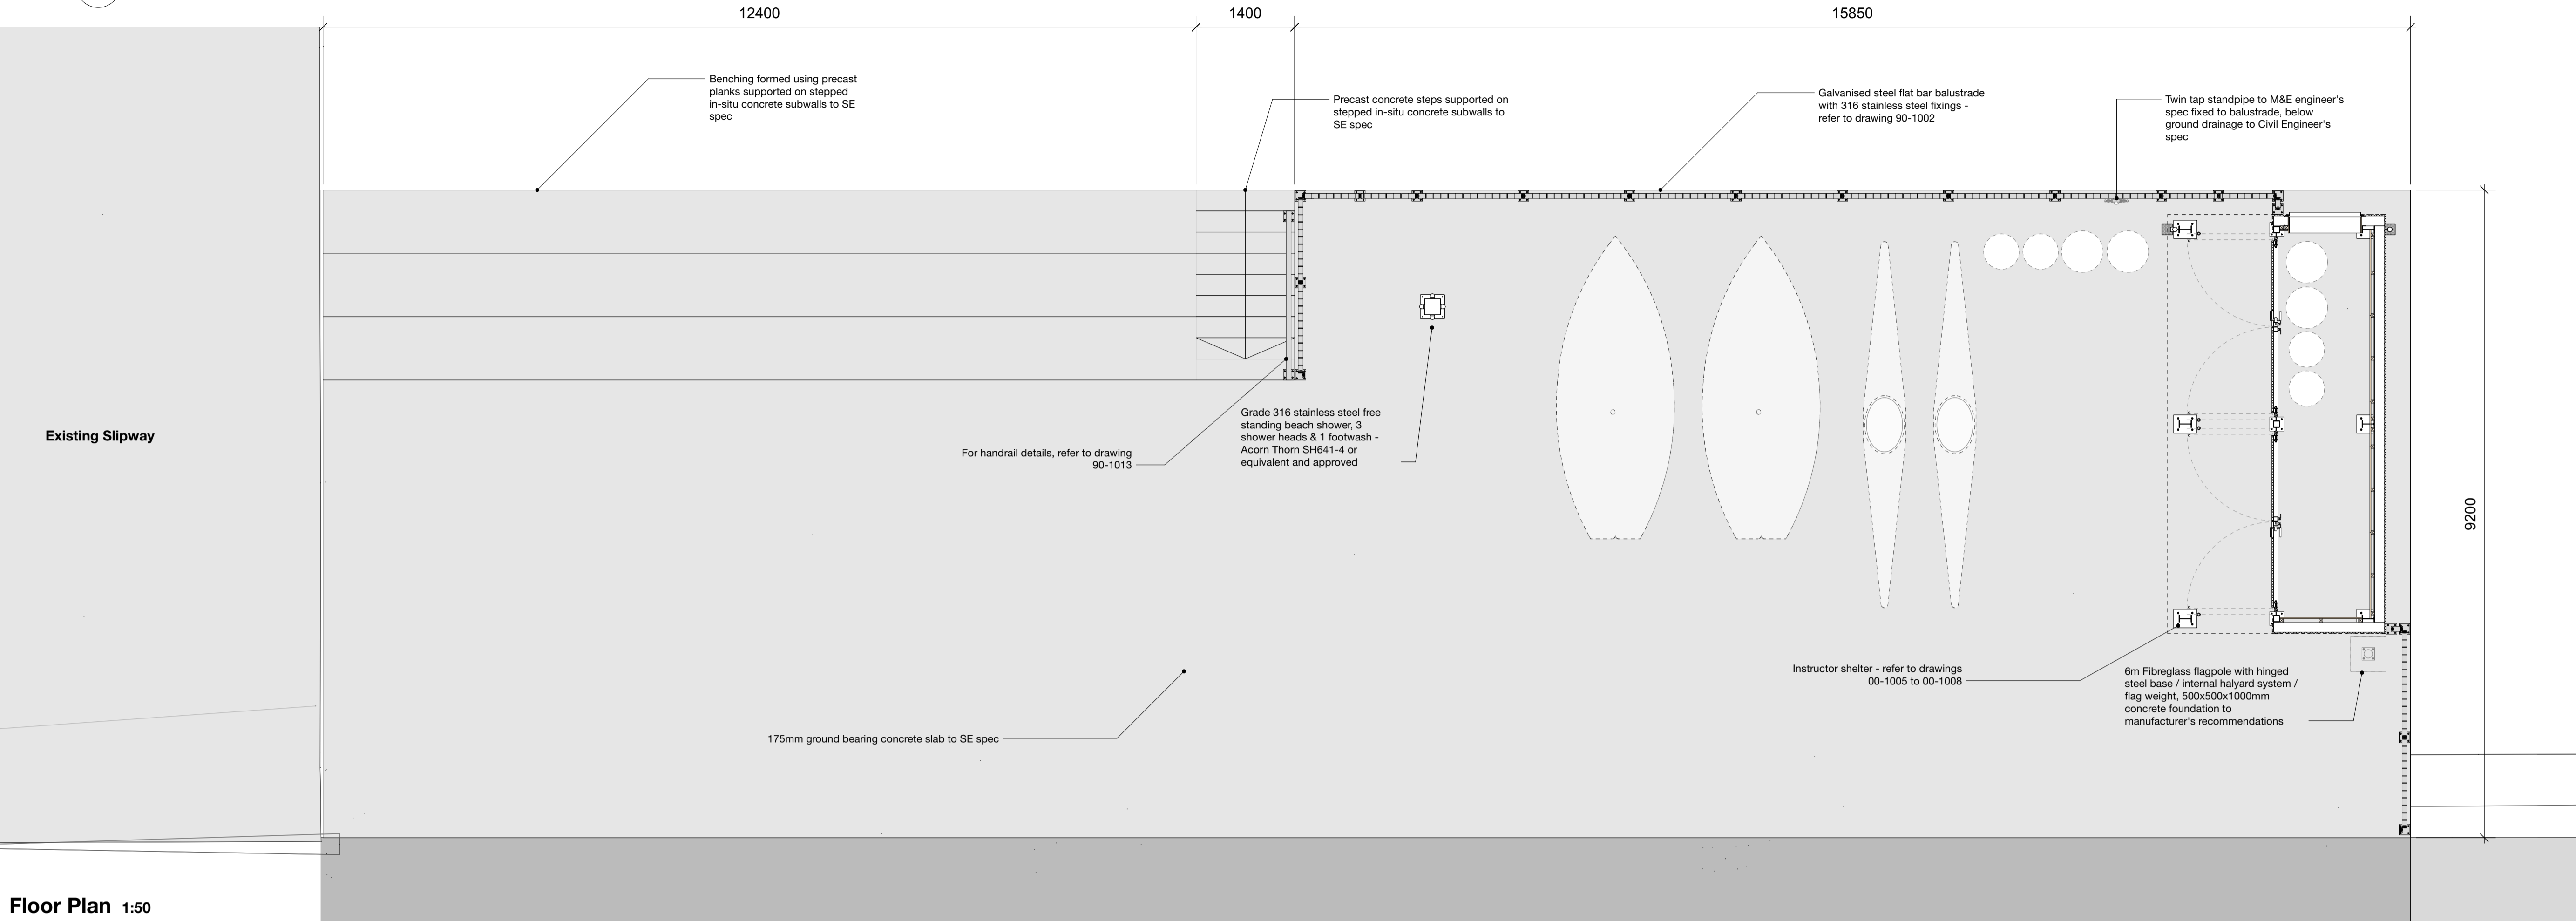 12400
1400
15850
Benching formed using precast
planks supported on stepped
in-situ concrete subwalls to SE
spec
Precast concrete steps supported on
stepped in-situ concrete subwalls to
SE spec
Galvanised steel flat bar balustrade
with 316 stainless steel fixings -
refer to drawing 90-1002
Twin tap standpipe to M&E engineer's
spec fixed to balustrade, below
ground drainage to Civil Engineer's
spec
Existing Slipway
For handrail details, refer to drawing
90-1013
Grade 316 stainless steel free
standing beach shower, 3
shower heads & 1 footwash -
Acorn Thorn SH641-4 or
equivalent and approved
9200
Instructor shelter - refer to drawings
00-1005 to 00-1008
6m Fibreglass flagpole with hinged
steel base / internal halyard system /
flag weight, 500x500x1000mm
concrete foundation to
manufacturer's recommendations
175mm ground bearing concrete slab to SE spec
Floor Plan 1:50